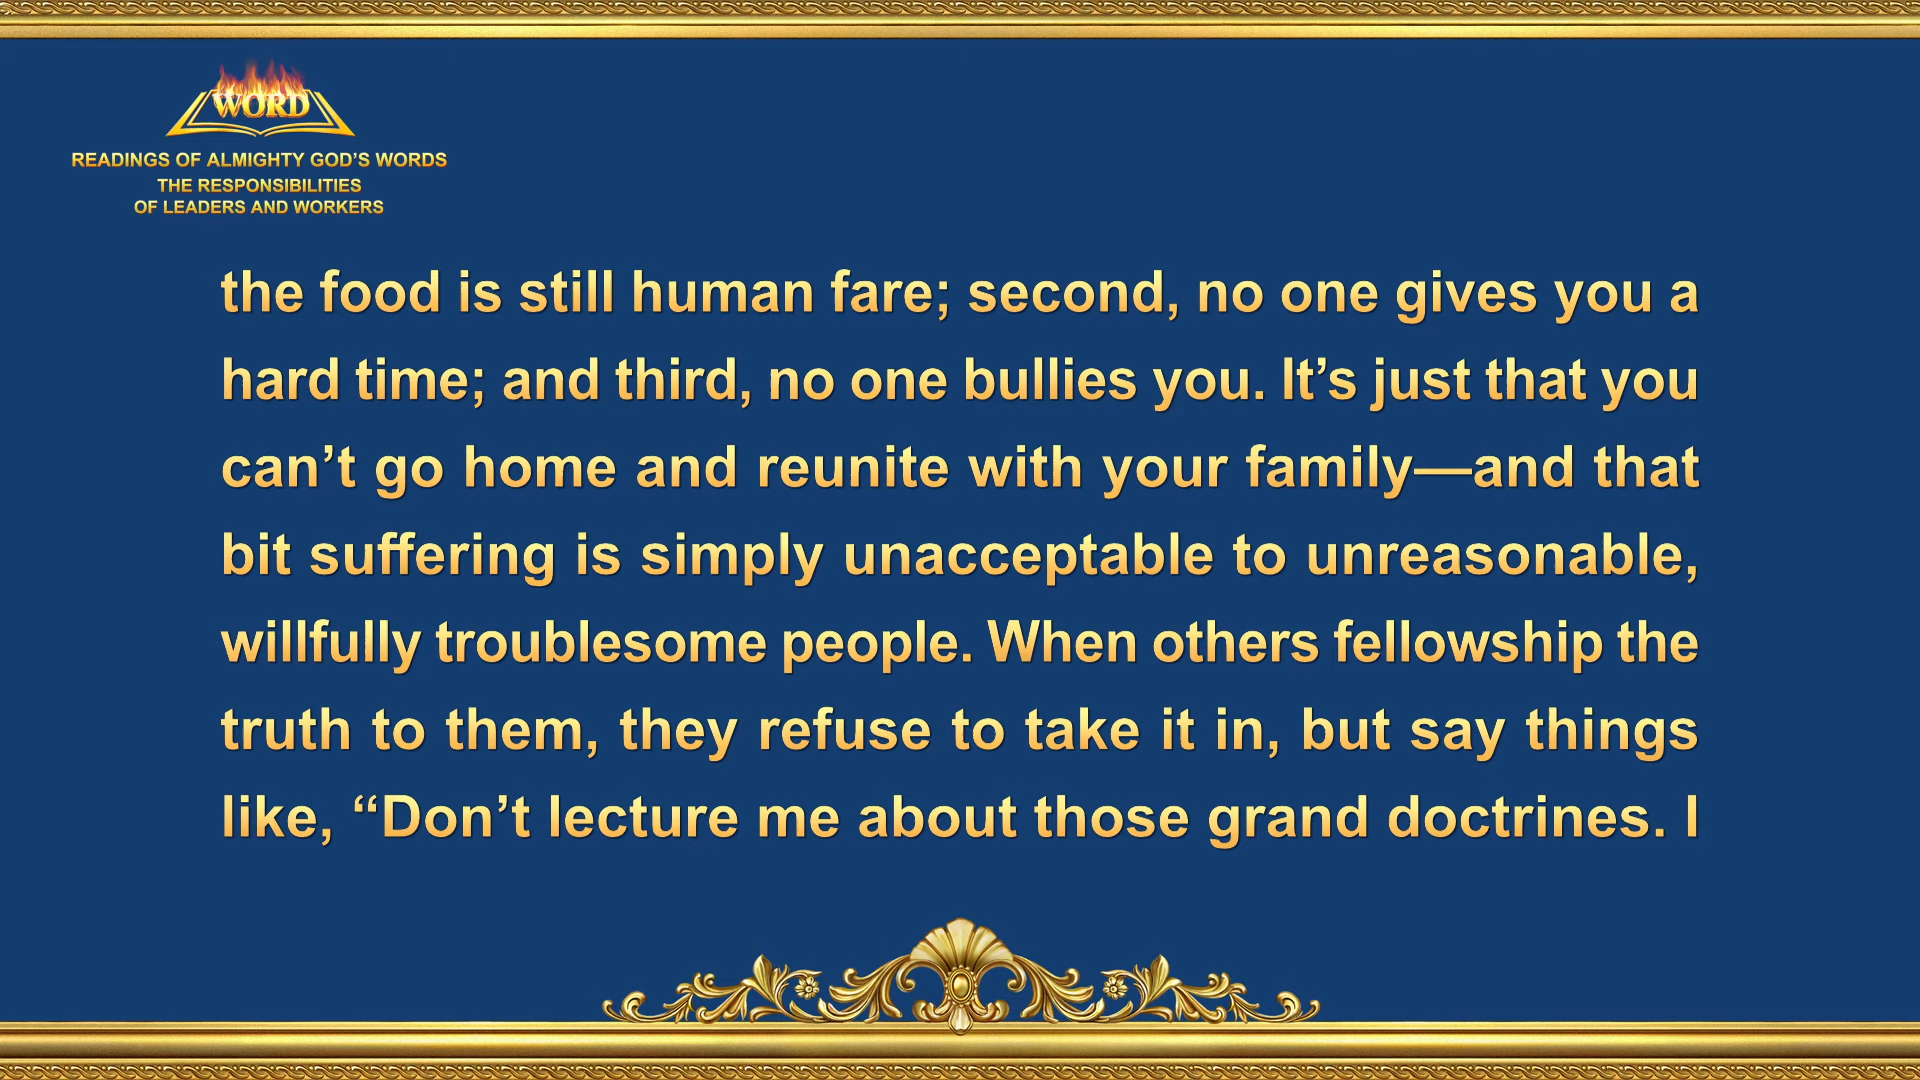 WORD
READINGS OF ALMIGHTY GOD’S WORDS
THE RESPONSIBILITIES
OF LEADERS AND WORKERS
the food is still human fare; second, no one gives you a
hard time; and third, no one bullies you. It’s just that you
can’t go home and reunite with your family—and that
bit suffering is simply unacceptable to unreasonable,
willfully troublesome people. When others fellowship the
truth to them, they refuse to take it in, but say things
like, “Don’t lecture me about those grand doctrines. I